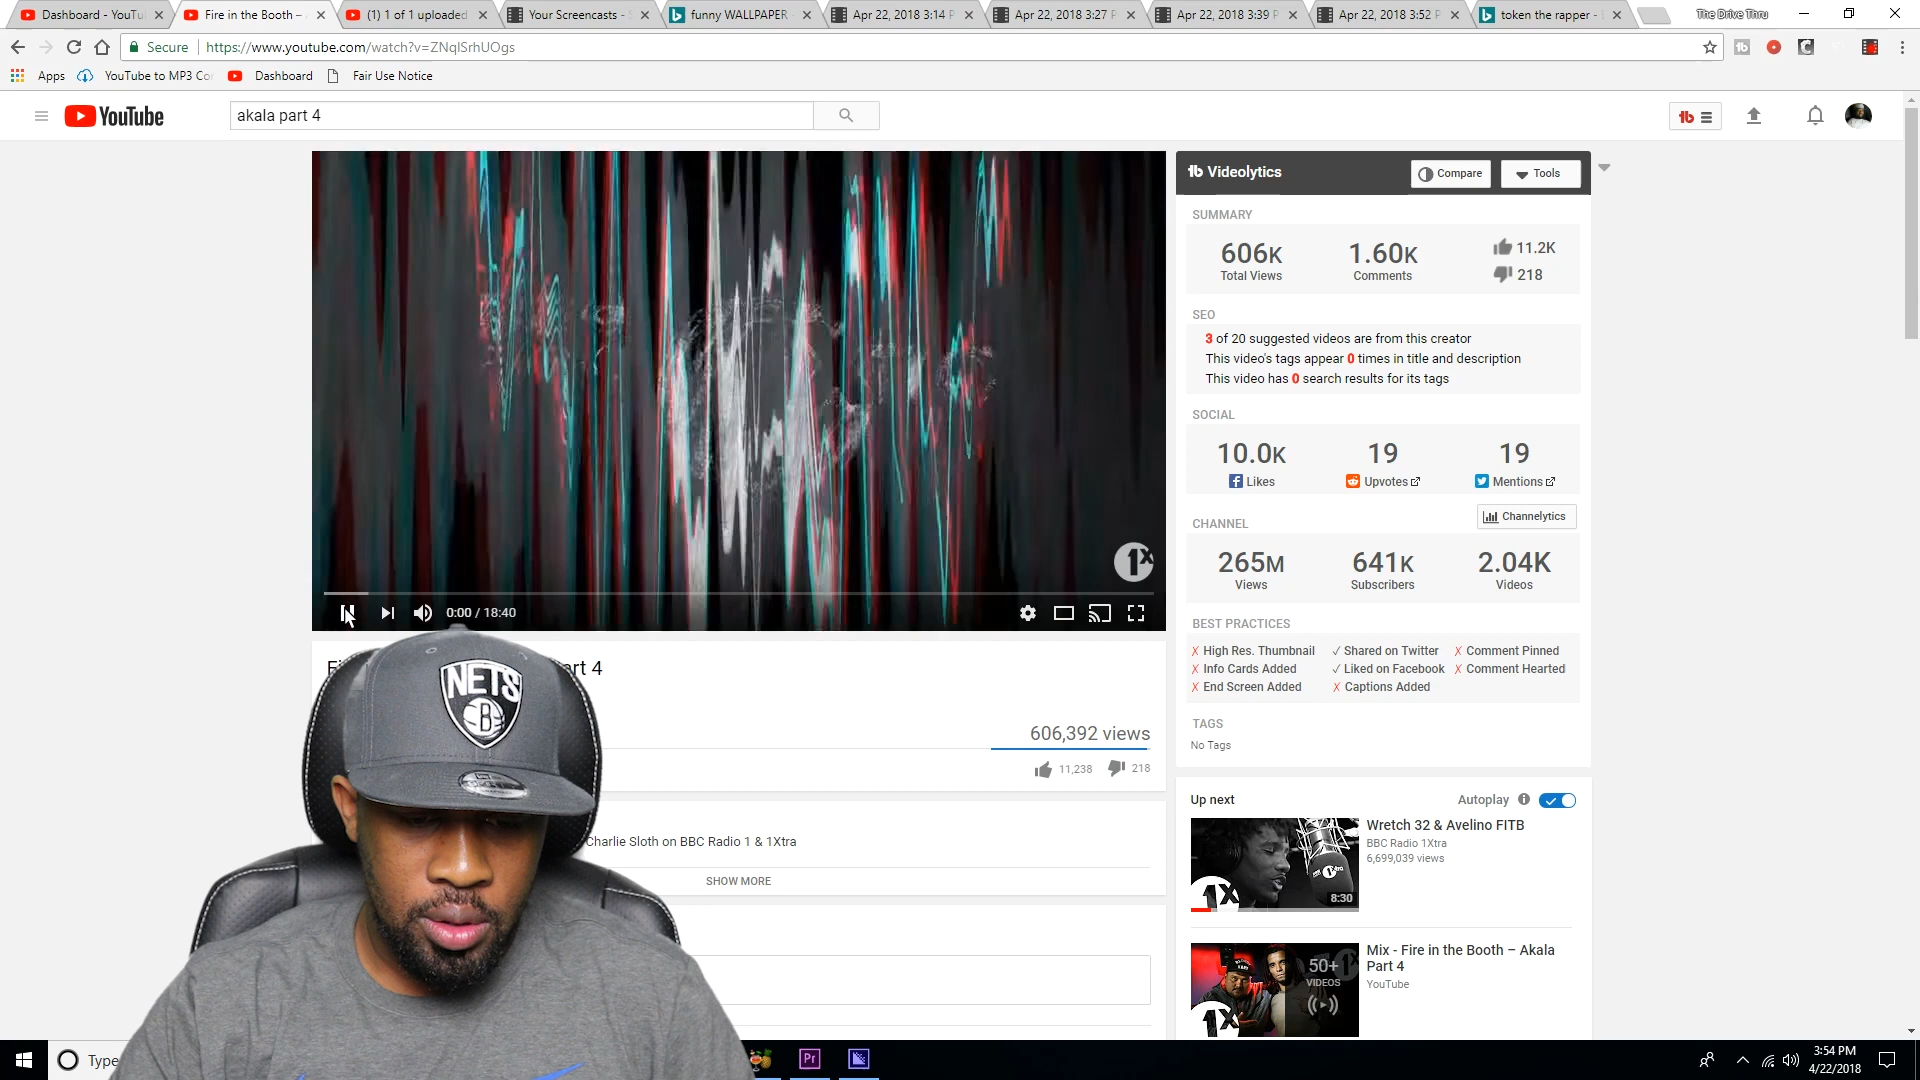 Dashboard - YouTu
Fire in the Booth –
(1) 1 of 1 uploaded
Your Screencasts -
funny WALLPAPER
Apr 22, 2018 3:14 P
Apr 22, 2018 3:27 P
Apr 22, 2018 3:39 P
Apr 22, 2018 3:52 P
token the rapper -
The Drive Thru
Secure
https://www.youtube.com/watch?v=ZNqlSrhUOgs
Apps
YouTube to MP3 Co
Dashboard
Fair Use Notice
YouTube
akala part 4
tb
1X
0:00 / 18:40
art 4
606,392 views
11,238
218
Charlie Sloth on BBC Radio 1 & 1Xtra
SHOW MORE
NETS
B
tb Videolytics
Compare
Tools
SUMMARY
606K
Total Views
1.60K
Comments
11.2K
218
SEO
3 of 20 suggested videos are from this creator
This video's tags appear 0 times in title and description
This video has 0 search results for its tags
SOCIAL
10.0K
Likes
19
Upvotes
19
Mentions
CHANNEL
Channelytics
265M
Views
641K
Subscribers
2.04K
Videos
BEST PRACTICES
✗ High Res. Thumbnail
✓ Shared on Twitter
✗ Comment Pinned
✗ Info Cards Added
✓ Liked on Facebook
✗ Comment Hearted
✗ End Screen Added
✗ Captions Added
TAGS
No Tags
Up next
Autoplay
Wretch 32 & Avelino FITB
BBC Radio 1Xtra
6,699,039 views
1X
8:30
Mix - Fire in the Booth – Akala
Part 4
YouTube
50+
VIDEOS
1X
Type
Pr
3:54 PM
4/22/2018